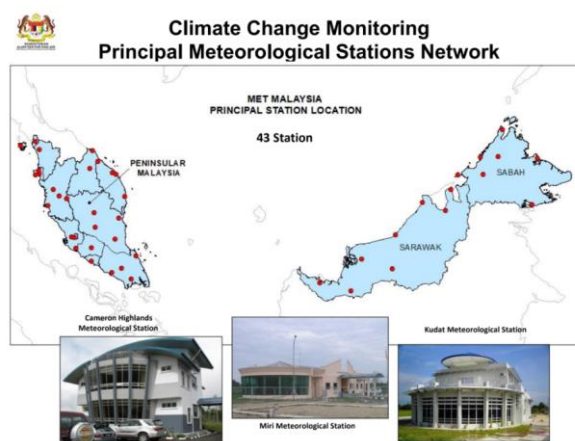 Climate Change Monitoring
Principal Meteorological Stations Network
MET MALAYSIA
PRINCIPAL STATION LOCATION
43 Station
PENINSULAR
MALAYSIA
SABAH
SARAWAK
Cameron Highlands
Meteorological Station
Kudat Meteorological Station
Miri Meteorological Station